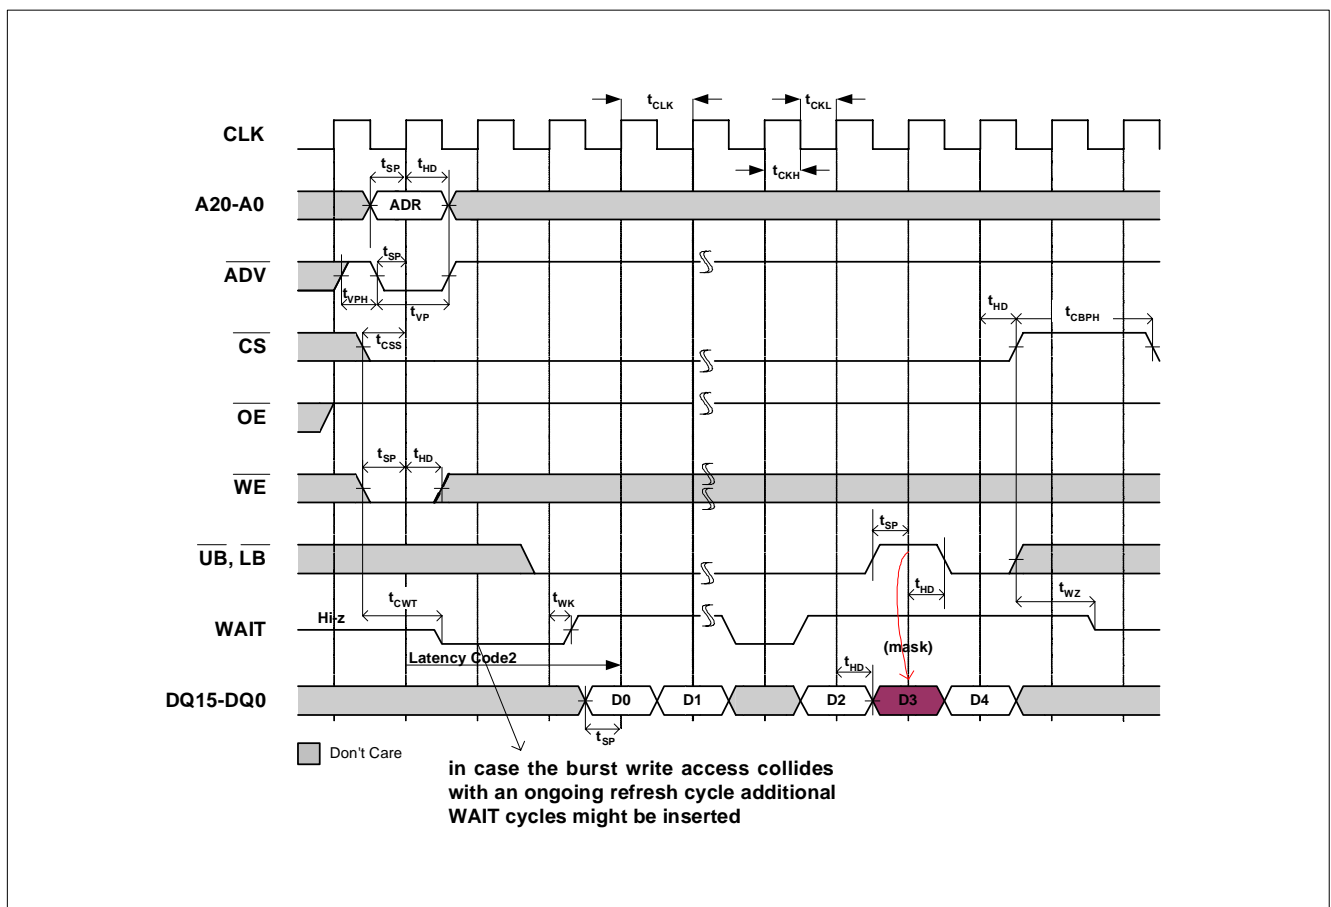 tCLK
tCKL
CLK
tSP
tHD
tCKH
A20-A0
ADR
tSP
ADV
tVPH
tVP
tHD
tCBPH
CS
tCSS
OE
tSP
tHD
WE
tSP
UB, LB
tHD
tCWT
tWK
tWZ
Hi-z
WAIT
(mask)
Latency Code2
tHD
DQ15-DQ0
D0
D1
D2
D3
D4
tSP
Don't Care
in case the burst write access collides
with an ongoing refresh cycle additional
WAIT cycles might be inserted